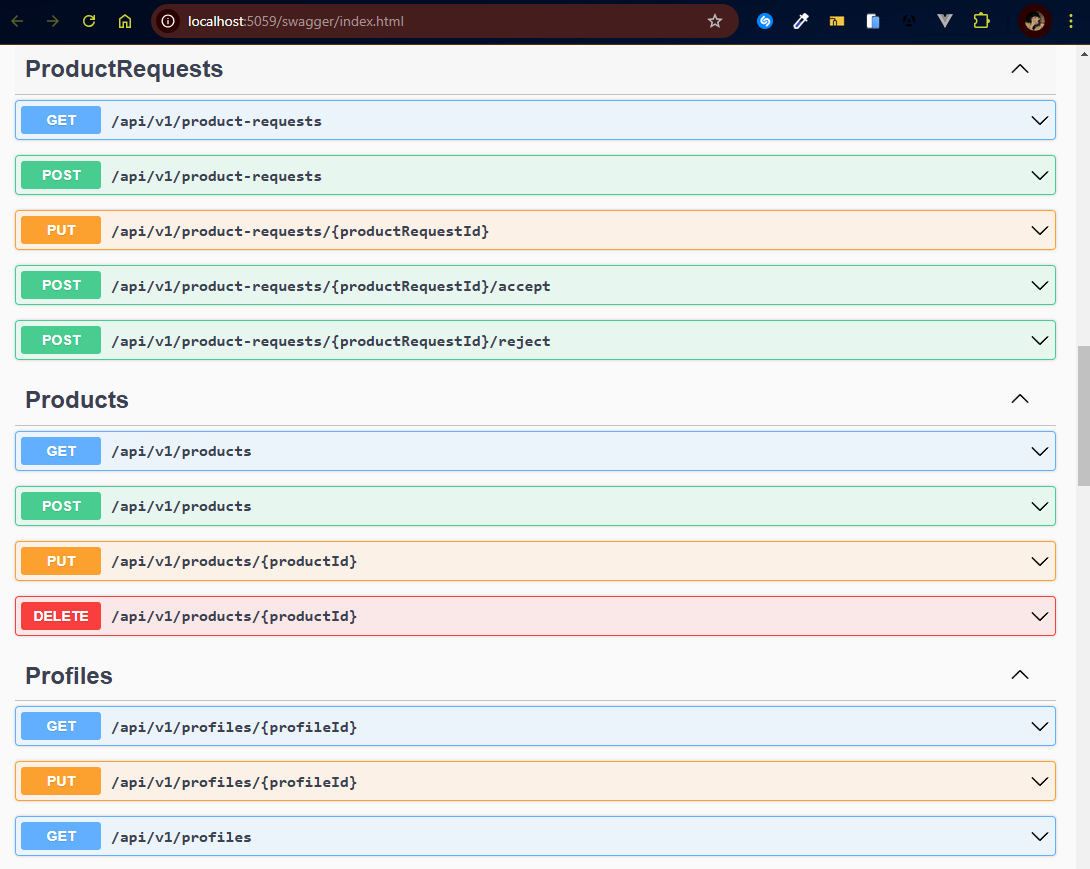 localhost:5059/swagger/index.html
ProductRequests
GET /api/v1/product-requests
POST /api/v1/product-requests
PUT /api/v1/product-requests/{productRequestId}
POST /api/v1/product-requests/{productRequestId}/accept
POST /api/v1/product-requests/{productRequestId}/reject
Products
GET /api/v1/products
POST /api/v1/products
PUT /api/v1/products/{productId}
DELETE /api/v1/products/{productId}
Profiles
GET /api/v1/profiles/{profileId}
PUT /api/v1/profiles/{profileId}
GET /api/v1/profiles